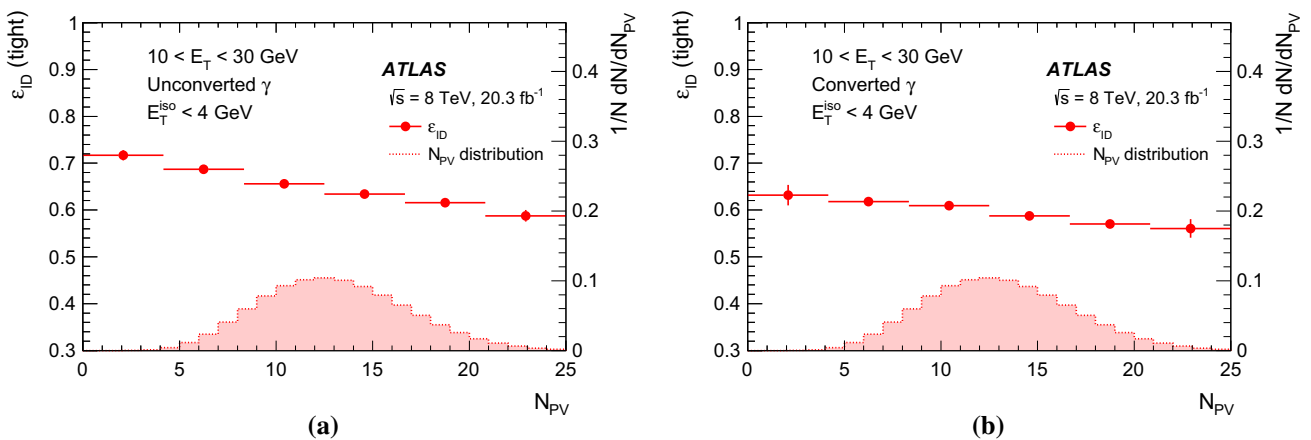 ε_ID (tight)
1
0.9
0.8
0.7
0.6
0.5
0.4
0.3
10 < E_T < 30 GeV
Unconverted γ
E_T^iso < 4 GeV
ATLAS
√s = 8 TeV, 20.3 fb⁻¹
ε_ID
N_PV distribution
1/N dN/dN_PV
0.4
0.3
0.2
0.1
0
0 5 10 15 20 25
N_PV
(a)
ε_ID (tight)
1
0.9
0.8
0.7
0.6
0.5
0.4
0.3
10 < E_T < 30 GeV
Converted γ
E_T^iso < 4 GeV
ATLAS
√s = 8 TeV, 20.3 fb⁻¹
ε_ID
N_PV distribution
1/N dN/dN_PV
0.4
0.3
0.2
0.1
0
0 5 10 15 20 25
N_PV
(b)